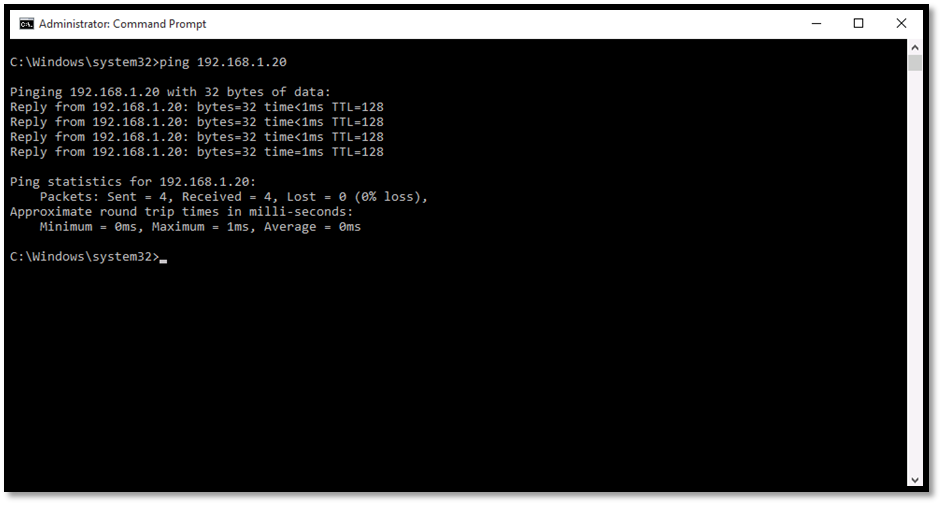 Administrator: Command Prompt
C:\Windows\system32>ping 192.168.1.20
Pinging 192.168.1.20 with 32 bytes of data:
Reply from 192.168.1.20: bytes=32 time<1ms TTL=128
Reply from 192.168.1.20: bytes=32 time<1ms TTL=128
Reply from 192.168.1.20: bytes=32 time<1ms TTL=128
Reply from 192.168.1.20: bytes=32 time=1ms TTL=128
Ping statistics for 192.168.1.20:
    Packets: Sent = 4, Received = 4, Lost = 0 (0% loss),
Approximate round trip times in milli-seconds:
    Minimum = 0ms, Maximum = 1ms, Average = 0ms
C:\Windows\system32>